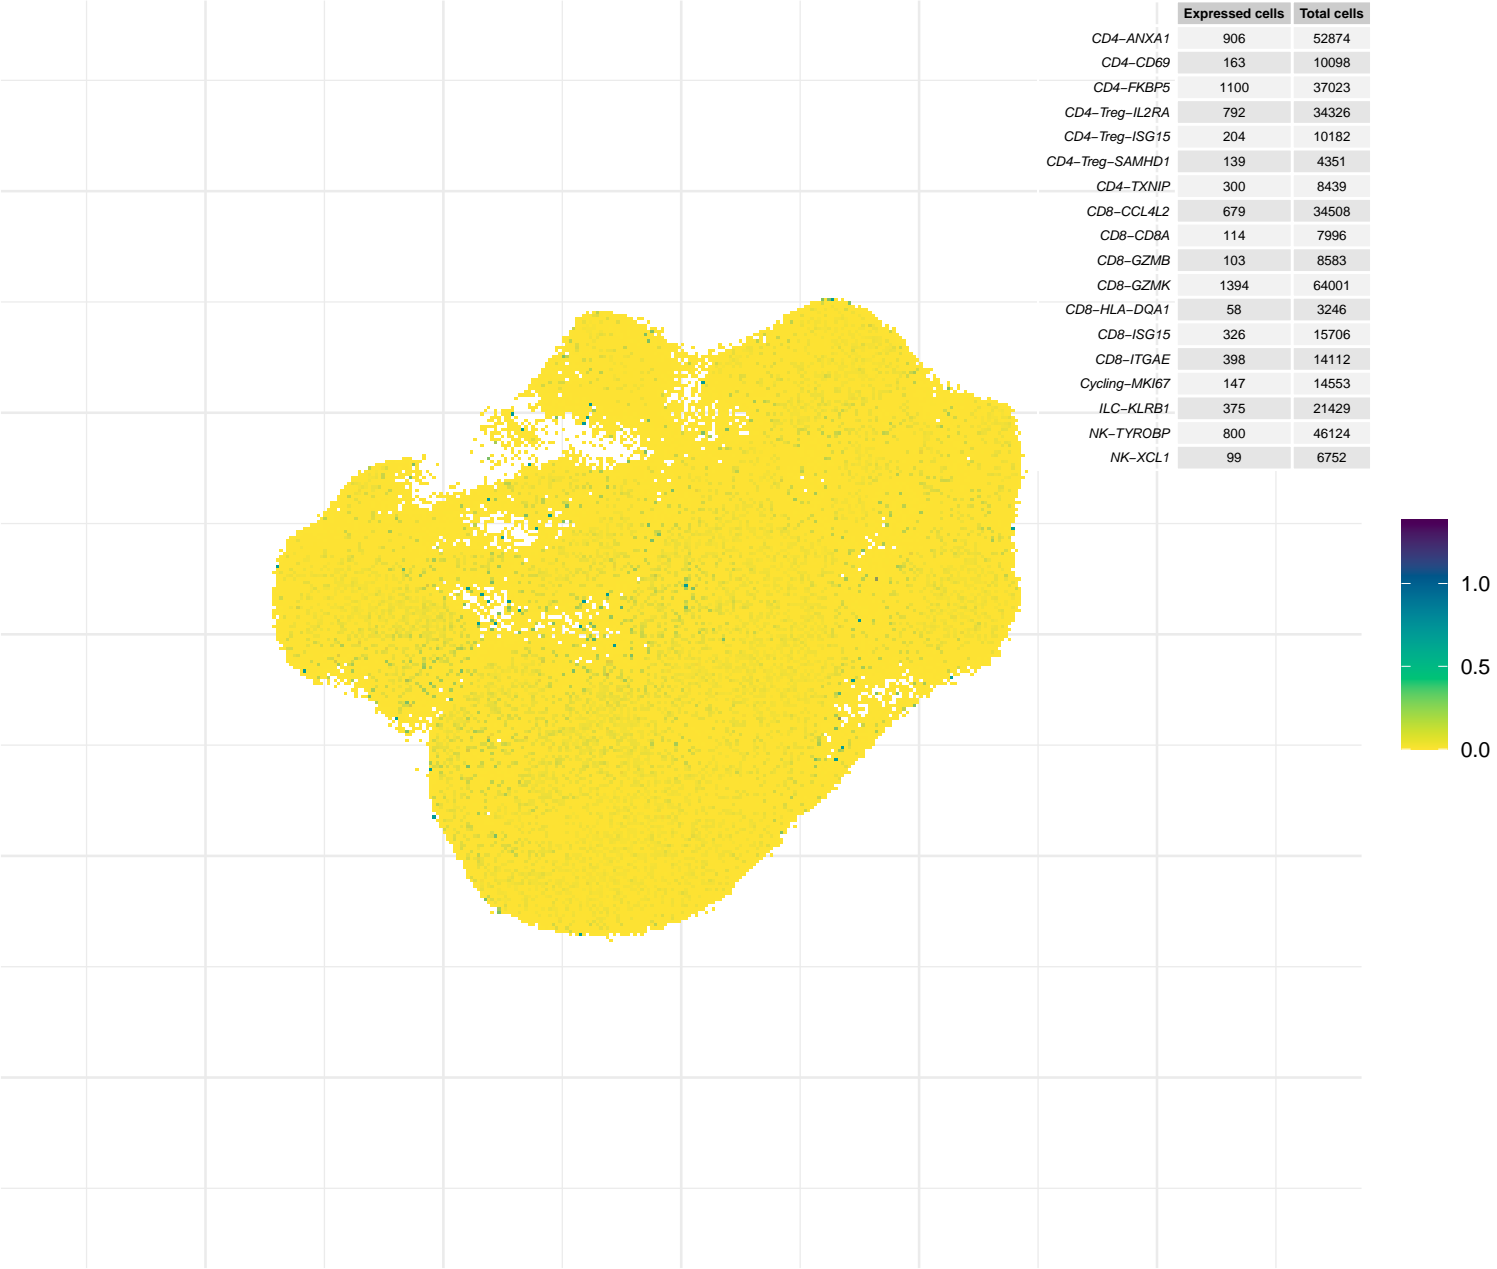 Expressed cells Total cells
CD4−ANXA1 906 52874
CD4−CD69 163 10098
CD4−FKBP5 1100 37023
CD4−Treg−IL2RA 792 34326
CD4−Treg−ISG15 204 10182
CD4−Treg−SAMHD1 139 4351
CD4−TXNIP 300 8439
CD8−CCL4L2 679 34508
CD8−CD8A 114 7996
CD8−GZMB 103 8583
CD8−GZMK 1394 64001
CD8−HLA−DQA1 58 3246
CD8−ISG15 326 15706
CD8−ITGAE 398 14112
Cycling−MKI67 147 14553
ILC−KLRB1 375 21429
NK−TYROBP 800 46124
NK−XCL1 99 6752
1.0
0.5
0.0